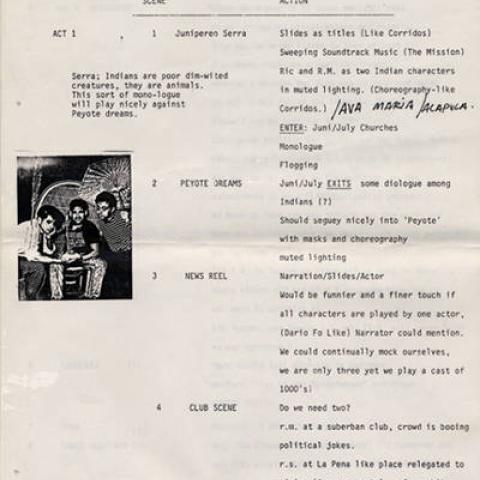 SCENE ACTION
ACT 1 1 Juniperen Serra Slides as titles (Like Corridos)
Sweeping Soundtrack Music (The Mission)
Serra; Indians are poor dim-wited
creatures, they are animals.
This sort of mono-logue
will play nicely against
Peyote dreams.
Ric and R.M. as two Indian characters
in muted lighting. (Choreography-like
Corridos.) /AVA MARIA /ACAPULA.
ENTER: Juni/July Churches
Monologue
Flogging
2 PEYOTE DREAMS Juni/July EXITS some dialogue among
Indians (?)
Should seguey nicely into 'Peyote'
with masks and choreography
muted lighting
3 NEWS REEL Narration/Slides/Actor
Would be funnier and a finer touch if
all characters are played by one actor,
(Dario Fo Like) Narrator could mention.
We could continually mock ourselves,
we are only three yet we play a cast of
1000's!
4 CLUB SCENE Do we need two?
r.m. at a suburban club, crowd is booing
political jokes.
r.s. at La Pena like place relegated to